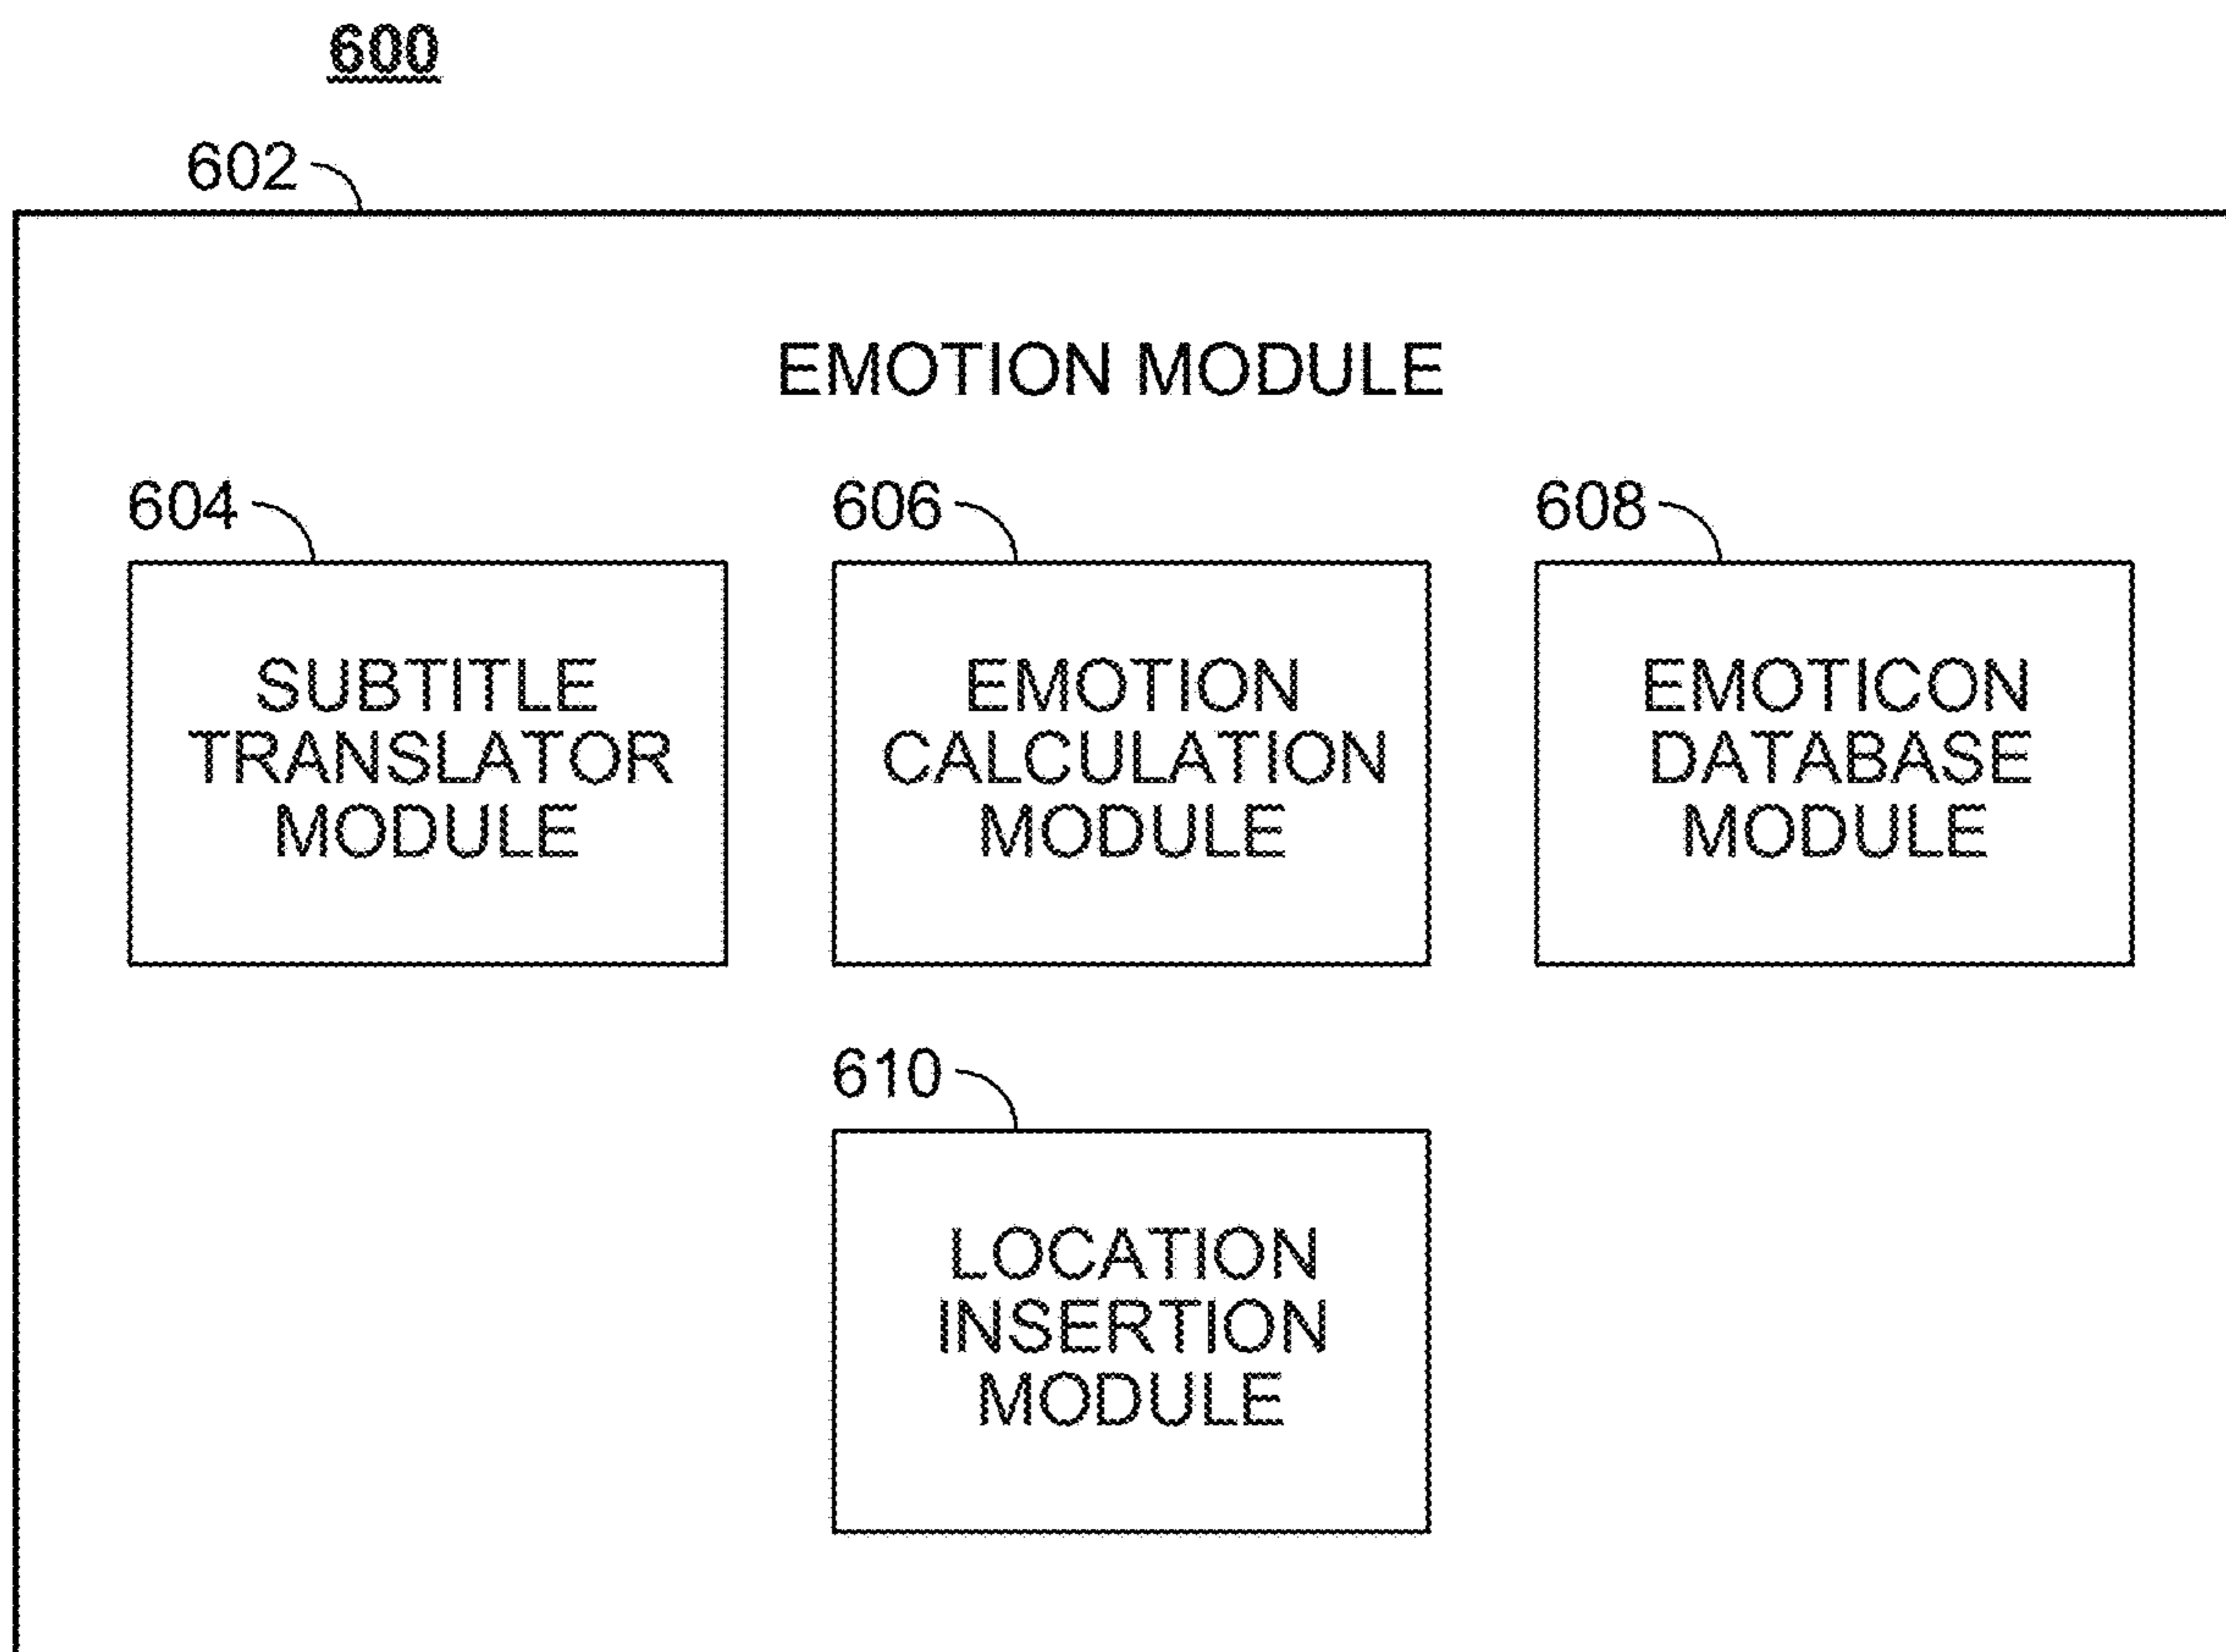 600
602
EMOTION MODULE
604
606
608
SUBTITLE
TRANSLATOR
MODULE
EMOTION
CALCULATION
MODULE
EMOTICON
DATABASE
MODULE
610
LOCATION
INSERTION
MODULE